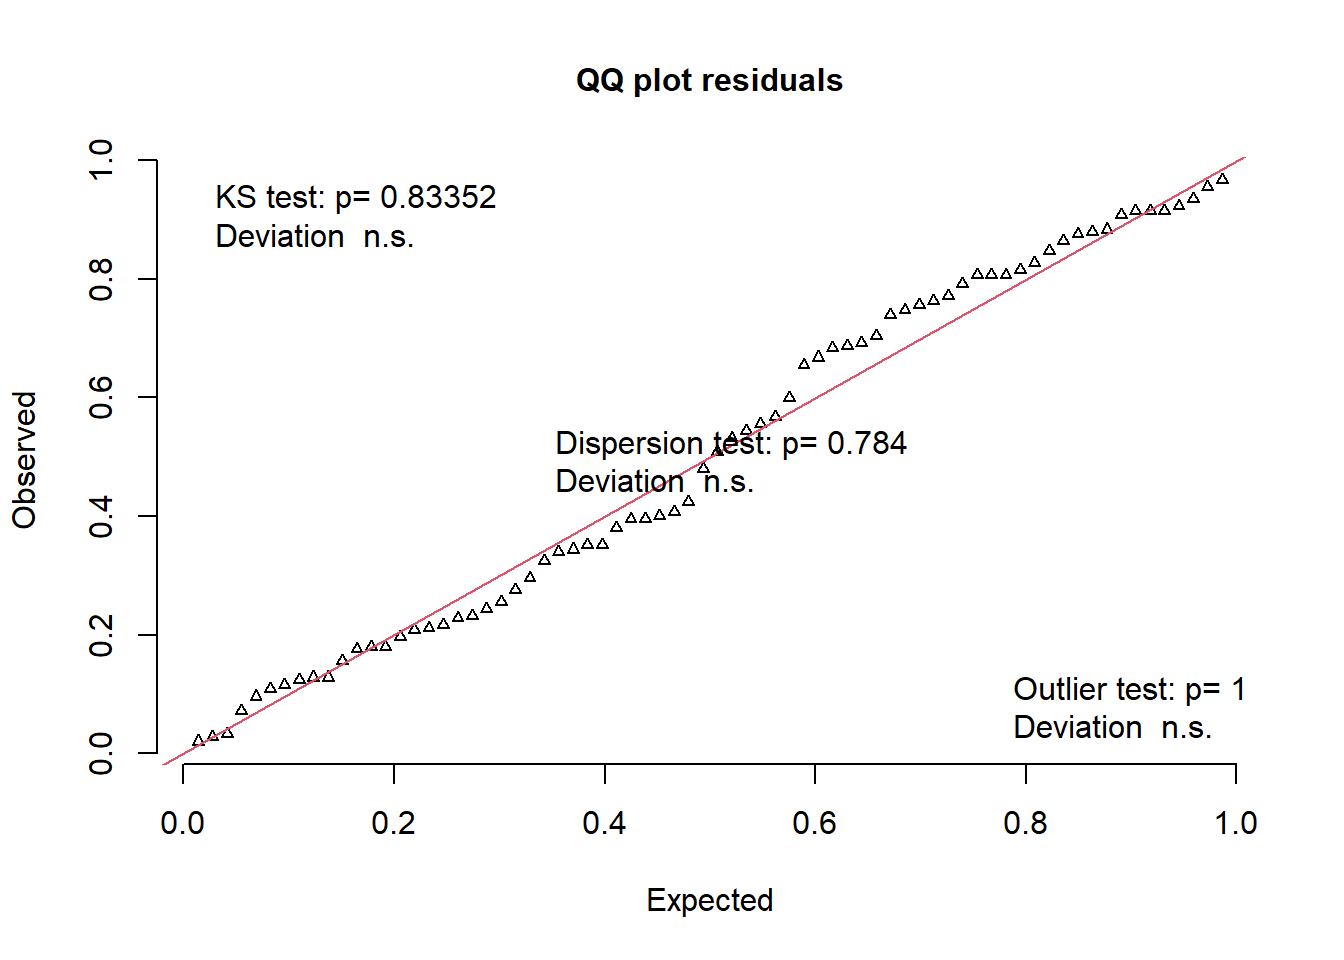 QQ plot residuals
KS test: p= 0.83352
Deviation  n.s.
Dispersion test: p= 0.784
Deviation  n.s.
Outlier test: p= 1
Deviation  n.s.
Observed
0.0
0.2
0.4
0.6
0.8
1.0
0.0 0.2 0.4 0.6 0.8 1.0
Expected